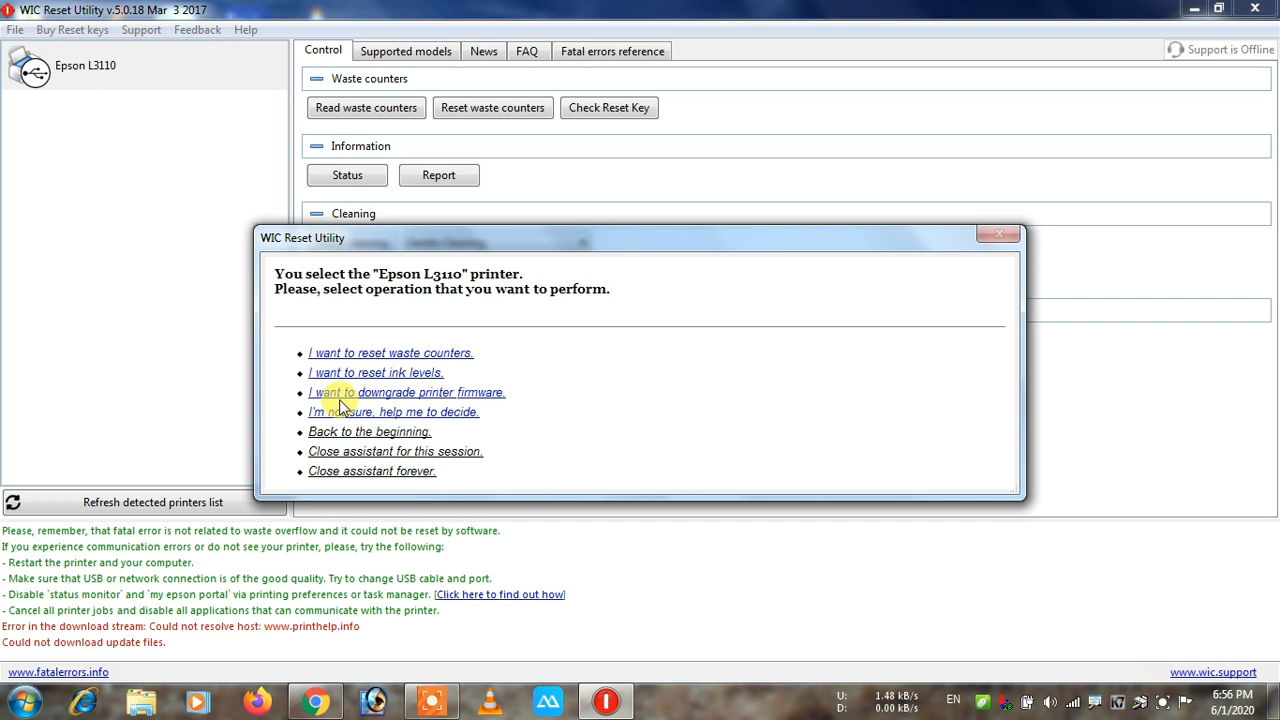 WIC Reset Utility v.5.0.18 Mar 3 2017
File Buy Reset keys Support Feedback Help
Epson L3110
Control Supported models News FAQ Fatal errors reference
Support is Offline
Waste counters
Read waste counters Reset waste counters Check Reset Key
Information
Status Report
Cleaning
WIC Reset Utility
You select the "Epson L3110" printer.
Please, select operation that you want to perform.
I want to reset waste counters.
I want to reset ink levels.
I want to downgrade printer firmware.
I'm not sure, help me to decide.
Back to the beginning.
Close assistant for this session.
Close assistant forever.
Refresh detected printers list
Please, remember, that fatal error is not related to waste overflow and it could not be reset by software.
If you experience communication errors or do not see your printer, please, try the following:
- Restart the printer and your computer.
- Make sure that USB or network connection is of the good quality. Try to change USB cable and port.
- Disable `status monitor` and `my epson portal` via printing preferences or task manager. [Click here to find out how]
- Cancel all printer jobs and disable all applications that can communicate with the printer.
Error in the download stream: Could not resolve host: www.printhelp.info
Could not download update files.
www.fatalerrors.info www.wic.support
U: 1.48 kB/s
D: 0.00 kB/s
EN
6:56 PM
6/1/2020